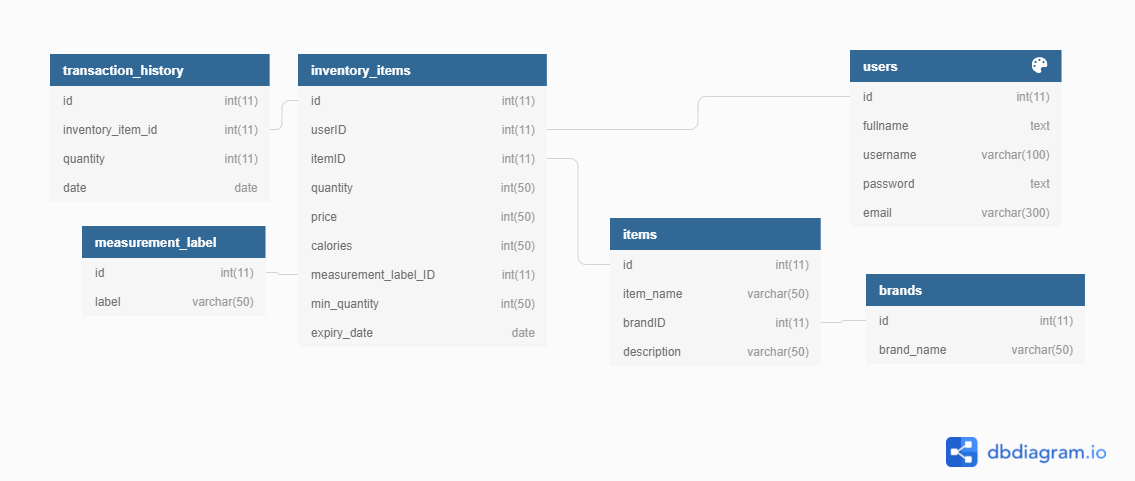 transaction_history
id int(11)
inventory_item_id int(11)
quantity int(11)
date date
measurement_label
id int(11)
label varchar(50)
inventory_items
id int(11)
userID int(11)
itemID int(11)
quantity int(50)
price int(50)
calories int(50)
measurement_label_ID int(11)
min_quantity int(50)
expiry_date date
items
id int(11)
item_name varchar(50)
brandID int(11)
description varchar(50)
users
id int(11)
fullname text
username varchar(100)
password text
email varchar(300)
brands
id int(11)
brand_name varchar(50)
dbdiagram.io